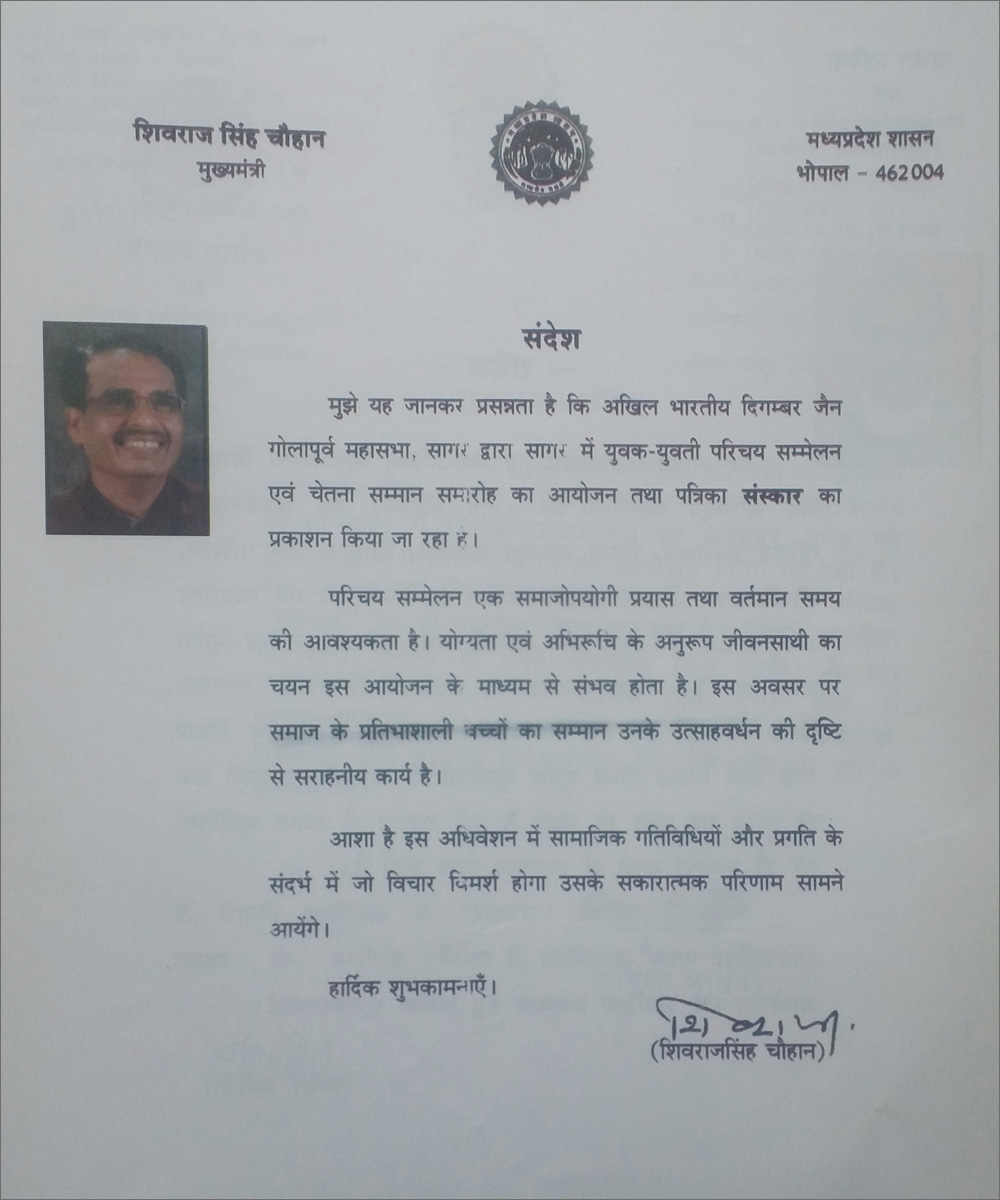 शिवराज सिंह चौहान
मुख्यमंत्री
मध्यप्रदेश शासन
भोपाल - 462004
संदेश
मुझे यह जानकर प्रसन्नता है कि अखिल भारतीय दिगम्बर जैन
गोलापूर्व महासभा, सागर द्वारा सागर में युवक-युवती परिचय सम्मेलन
एवं चेतना सम्मान समारोह का आयोजन तथा पत्रिका संस्कार का
प्रकाशन किया जा रहा है।
परिचय सम्मेलन एक समाजोपयोगी प्रयास तथा वर्तमान समय
की आवश्यकता है। योग्यता एवं अभिरूचि के अनुरूप जीवनसाथी का
चयन इस आयोजन के माध्यम से संभव होता है। इस अवसर पर
समाज के प्रतिभाशाली बच्चों का सम्मान उनके उत्साहवर्धन की दृष्टि
से सराहनीय कार्य है।
आशा है इस अधिवेशन में सामाजिक गतिविधियों और प्रगति के
संदर्भ में जो विचार विमर्श होगा उसके सकारात्मक परिणाम सामने
आयेंगे।
हार्दिक शुभकामनाएँ।
(शिवराजसिंह चौहान)